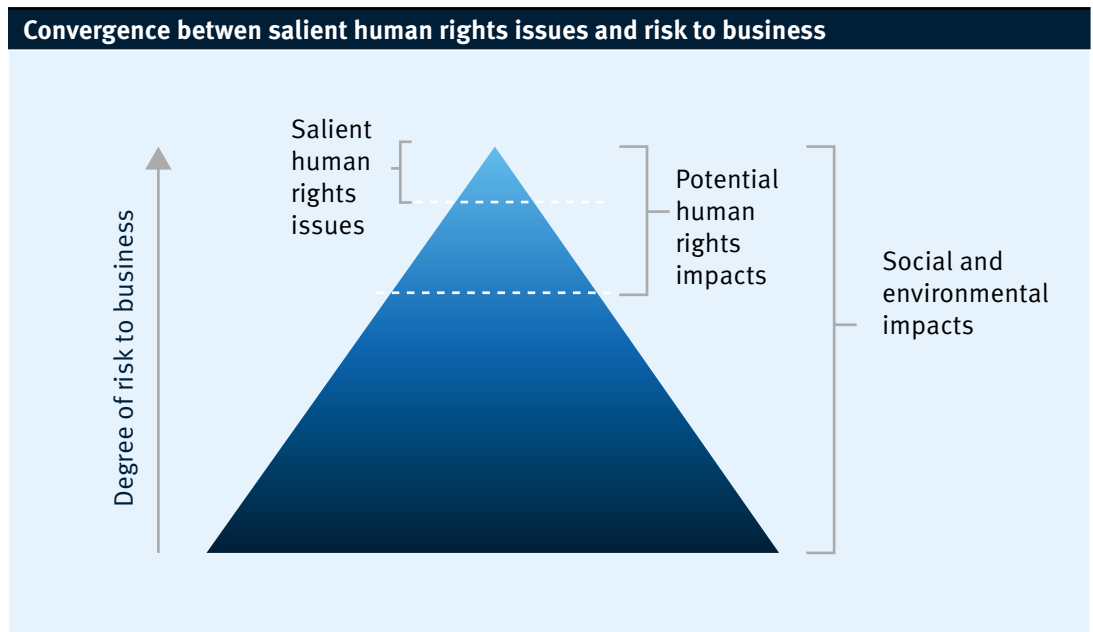 Convergence betwen salient human rights issues and risk to business
Salient
human
rights
issues
Potential
human
rights
impacts
Social and
environmental
impacts
Degree of risk to business